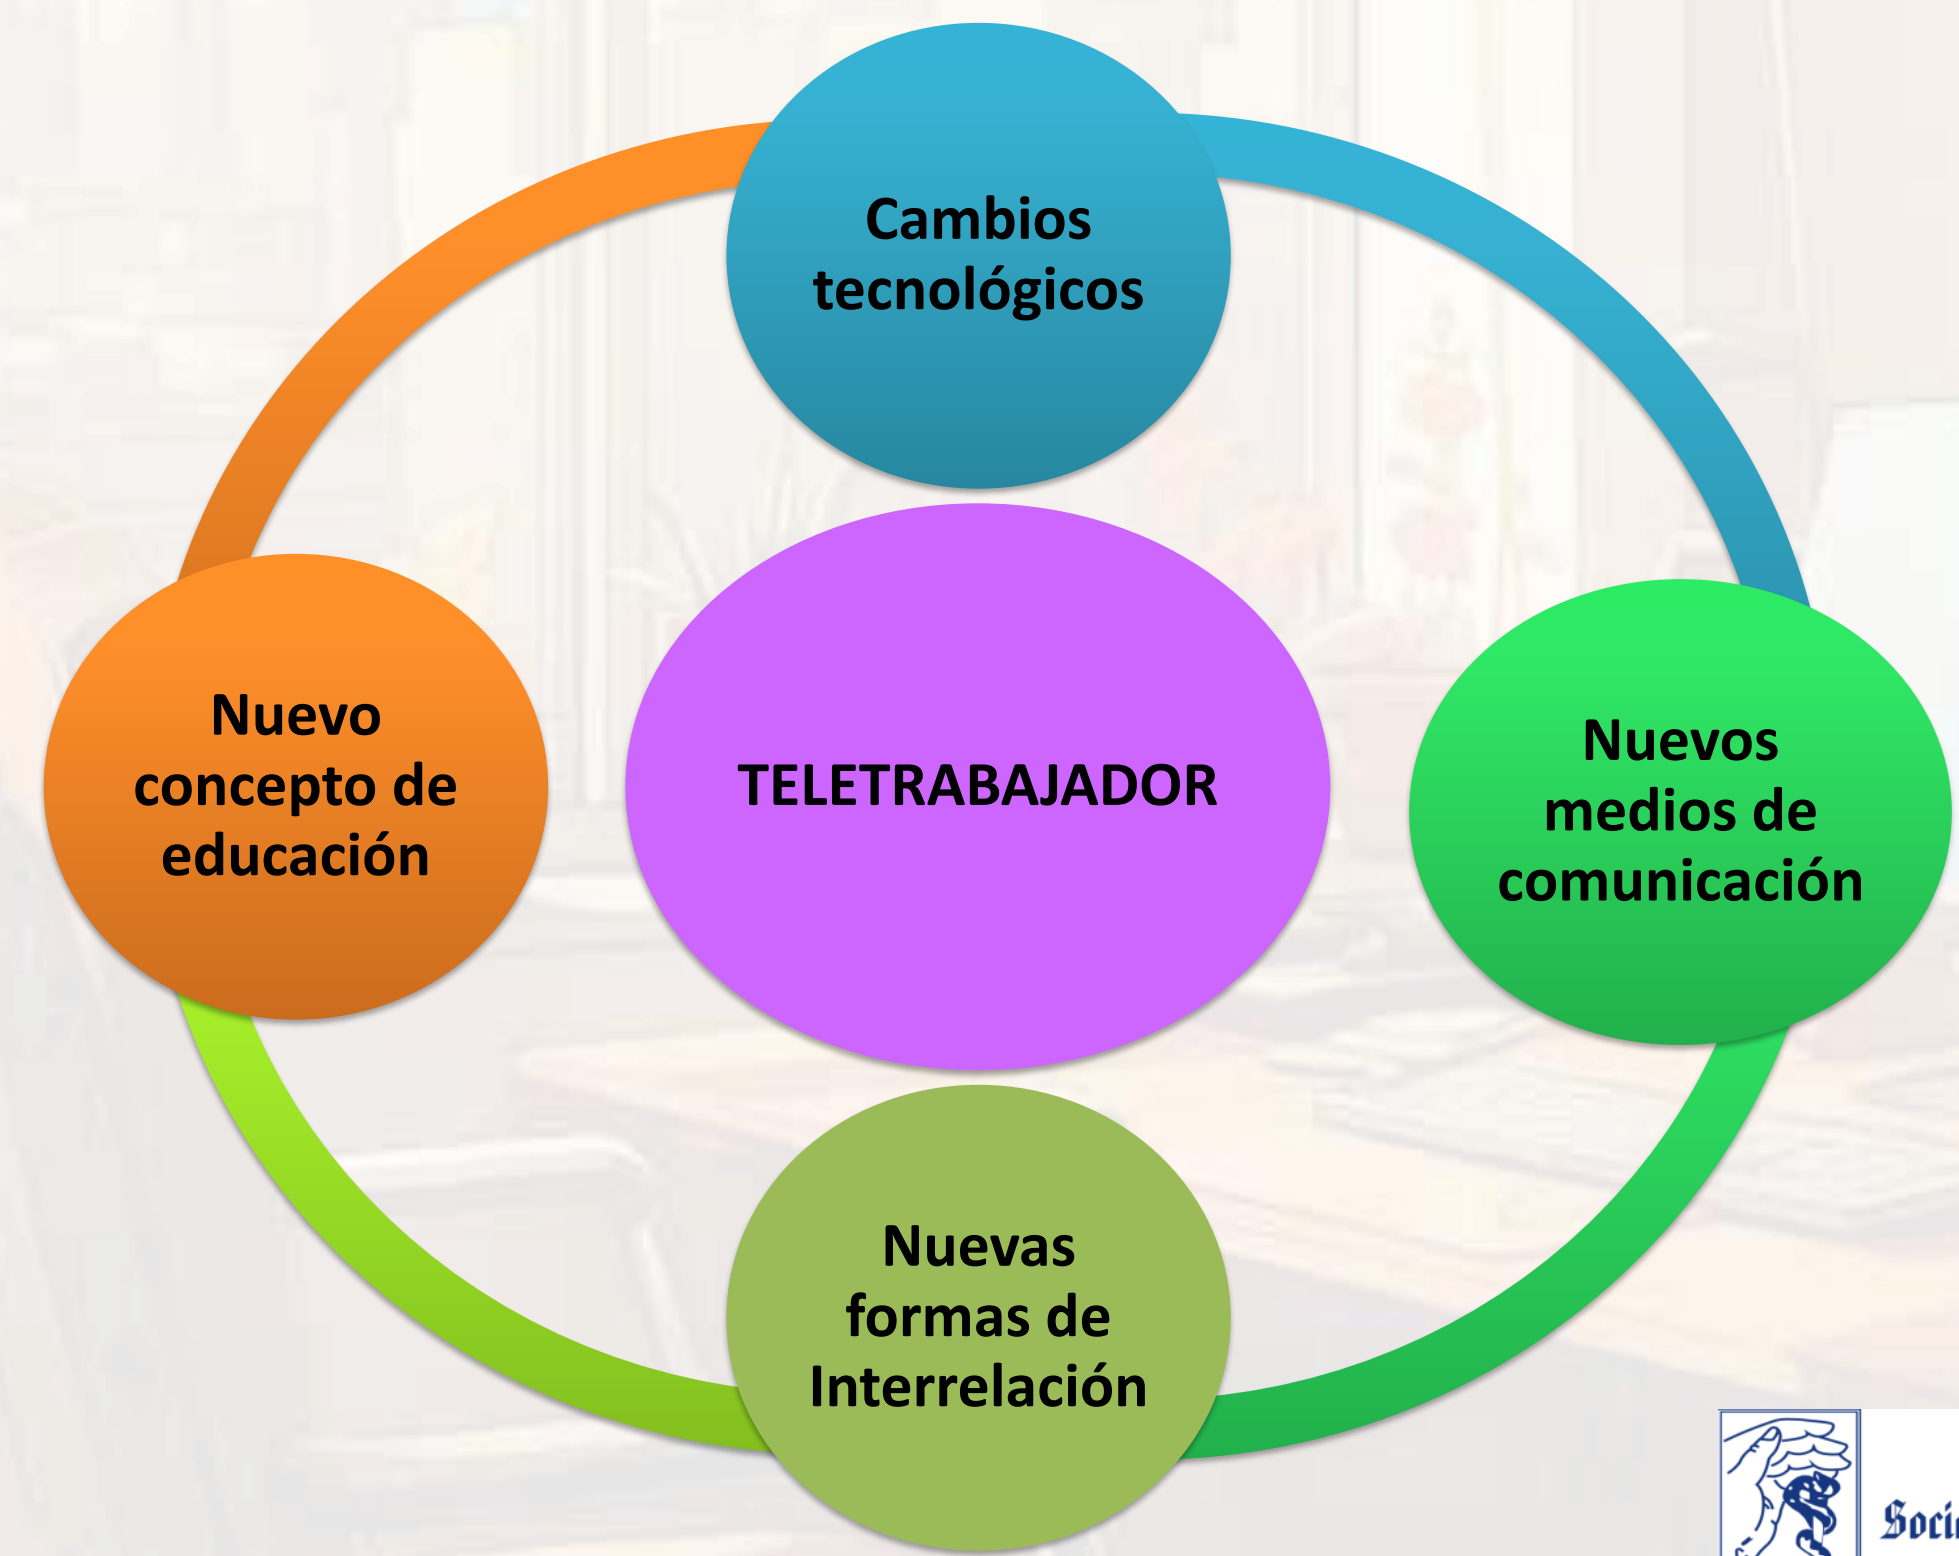 Cambios
tecnológicos
Nuevo
concepto de
educación
TELETRABAJADOR
Nuevos
medios de
comunicación
Nuevas
formas de
Interrelación